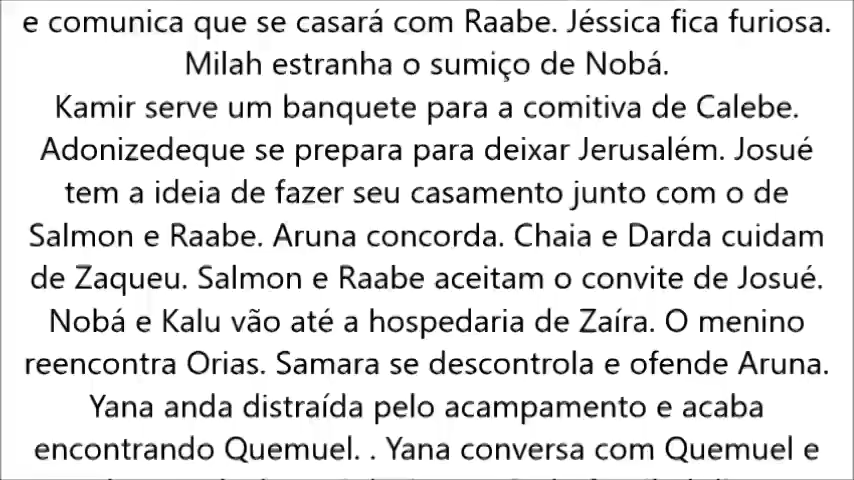 e comunica que se casará com Raabe. Jéssica fica furiosa.
Milah estranha o sumiço de Nobá.
Kamir serve um banquete para a comitiva de Calebe.
Adonizedeque se prepara para deixar Jerusalém. Josué
tem a ideia de fazer seu casamento junto com o de
Salmon e Raabe. Aruna concorda. Chaia e Darda cuidam
de Zaqueu. Salmon e Raabe aceitam o convite de Josué.
Nobá e Kalu vão até a hospedaria de Zaíra. O menino
reencontra Orias. Samara se descontrola e ofende Aruna.
Yana anda distraída pelo acampamento e acaba
encontrando Quemuel. . Yana conversa com Quemuel e